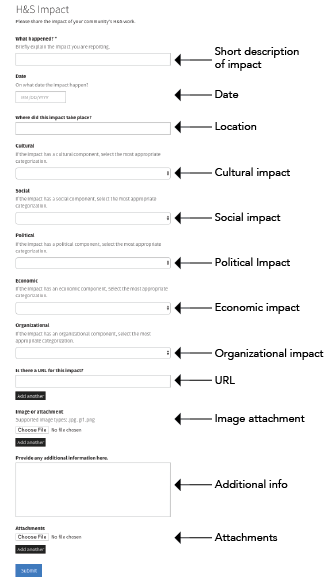 H&S Impact
Please share the impact of your community's H&S work.
What happened? *
Briefly explain the impact you are reporting.
Short description
of impact
Date
On what date did the impact happen?
Date
Where did this impact take place?
Location
Cultural
If the impact has a cultural component, select the most appropriate
categorization.
Cultural impact
Social
If the impact has a social component, select the most appropriate
categorization.
Social impact
Political
If the impact has a political component, select the most appropriate
categorization.
Political Impact
Economic
If the impact has an economic component, select the most appropriate
categorization.
Economic impact
Organizational
If the impact has an organizational component, select the most
appropriate categorization.
Organizational impact
Is there a URL for this impact?
URL
Add another
Image or attachment
Supported image types: .jpg, .gif, .png
Image attachment
Choose File No file chosen
Add another
Provide any additional information here.
Additional info
Attachments
Choose File No file chosen
Attachments
Add another
Submit